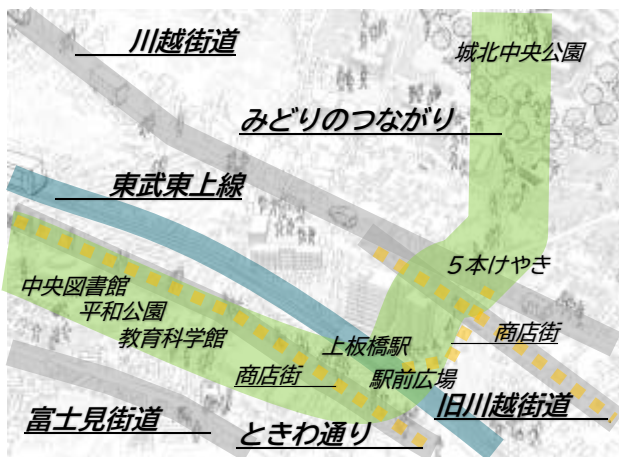 川越街道
城北中央公園
みどりのつながり
東武東上線
５本けやき
中央図書館
平和公園
教育科学館
上板橋駅
商店街
商店街
駅前広場
旧川越街道
富士見街道
ときわ通り